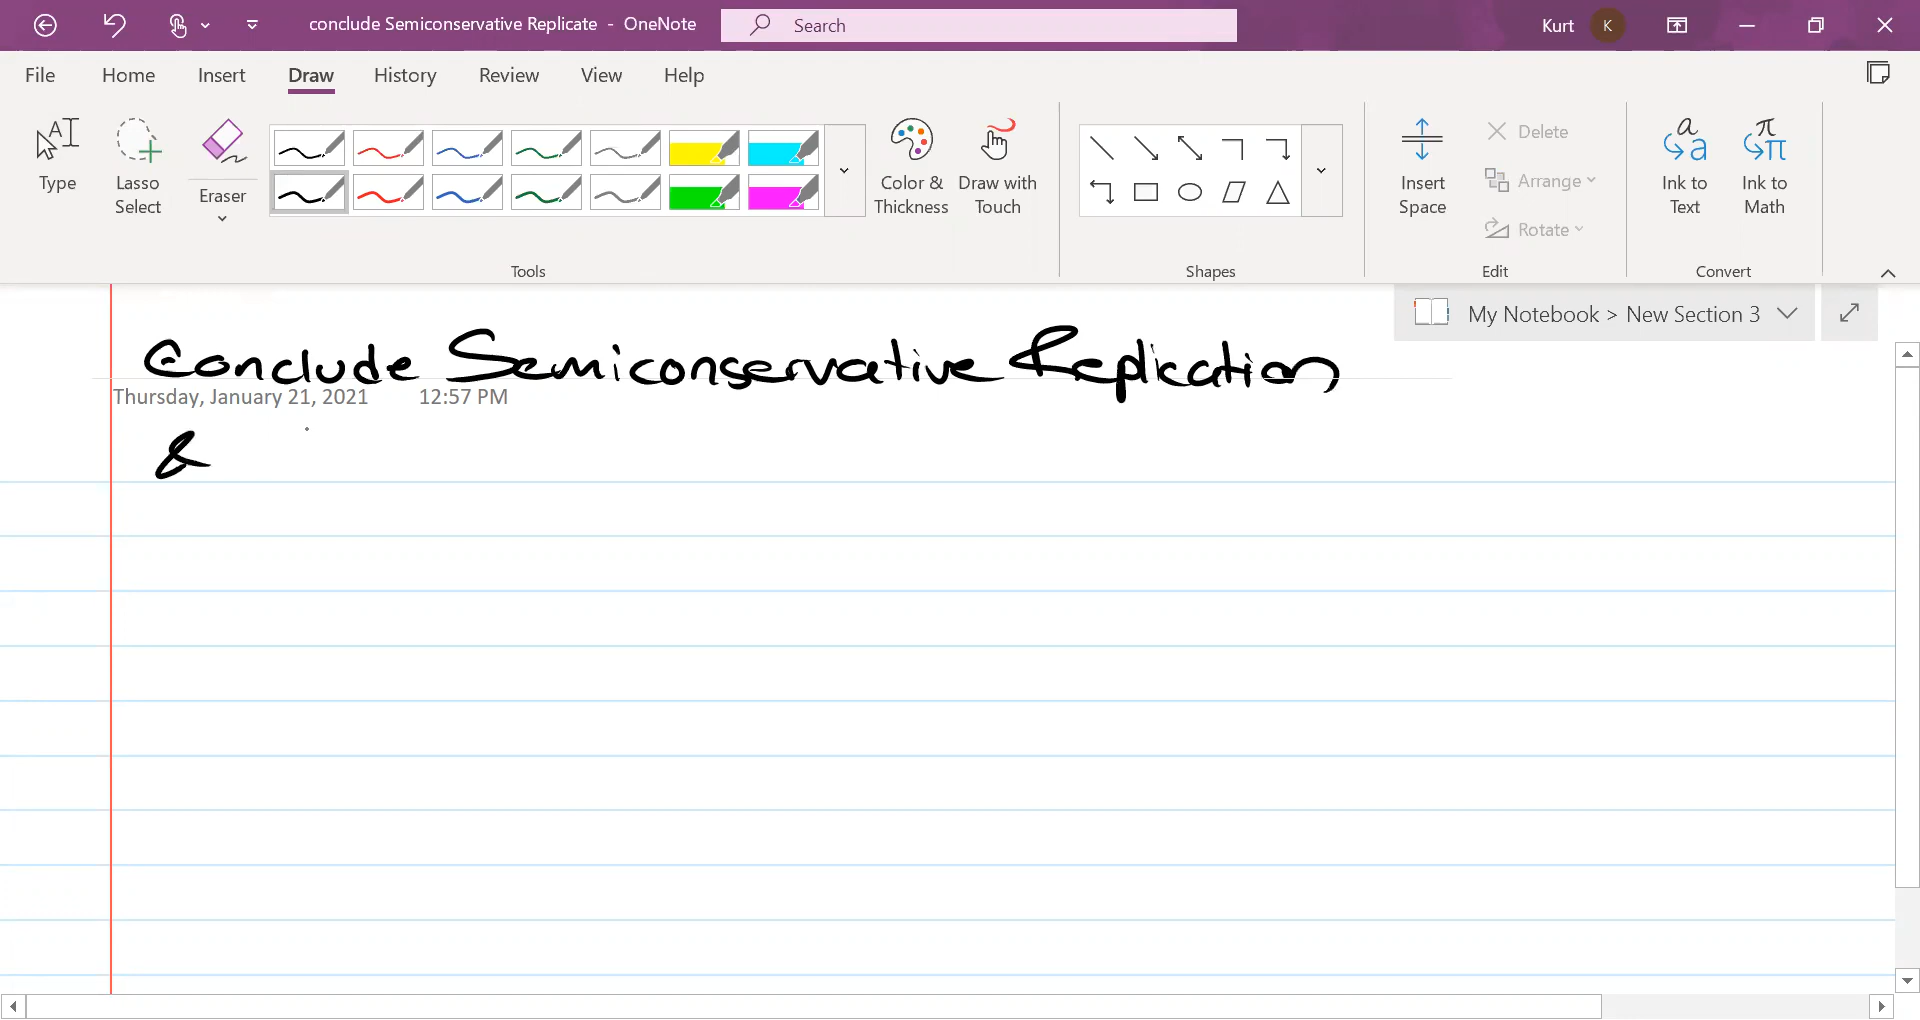 conclude Semiconservative Replicate - OneNote
Search
Kurt K
File Home Insert Draw History Review View Help
Type
Lasso Select
Eraser
Color & Thickness
Draw with Touch
Insert Space
Delete
Arrange
Rotate
Ink to Text
Ink to Math
Tools Shapes Edit Convert
My Notebook > New Section 3
Conclude Semiconservative Replication
Thursday, January 21, 2021 12:57 PM
&